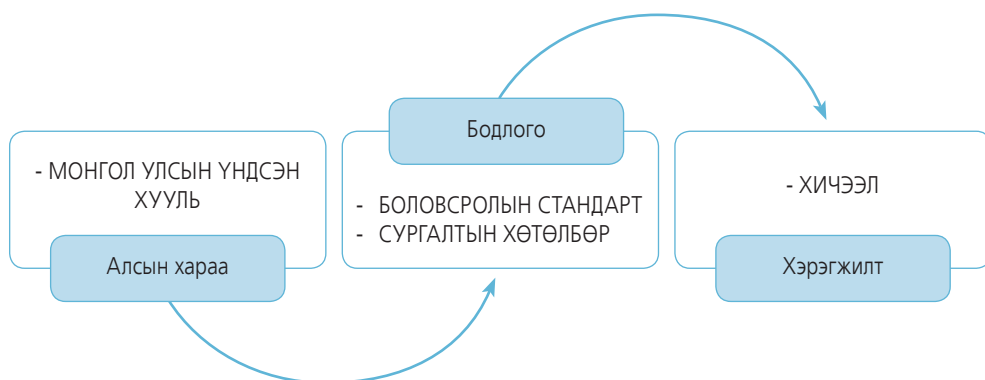 - МОНГОЛ УЛСЫН ҮНДСЭН
ХУУЛЬ
Алсын хараа
Бодлого
- БОЛОВСРОЛЫН СТАНДАРТ
- СУРГАЛТЫН ХӨТӨЛБӨР
- ХИЧЭЭЛ
Хэрэгжилт